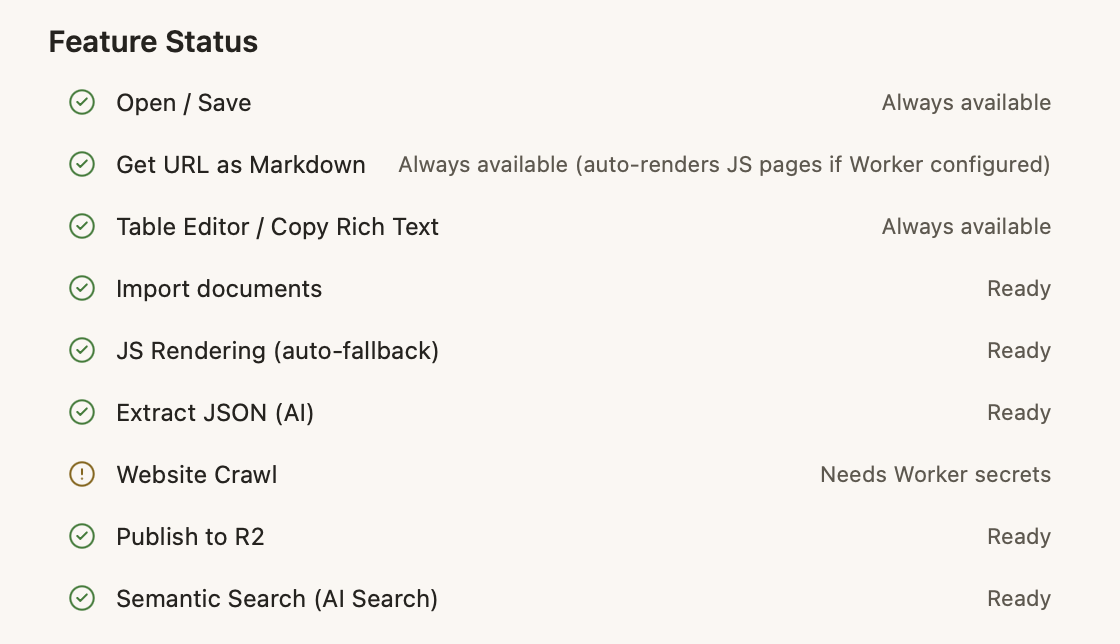 Feature Status
Open / Save Always available
Get URL as Markdown Always available (auto-renders JS pages if Worker configured)
Table Editor / Copy Rich Text Always available
Import documents Ready
JS Rendering (auto-fallback) Ready
Extract JSON (AI) Ready
Website Crawl Needs Worker secrets
Publish to R2 Ready
Semantic Search (AI Search) Ready